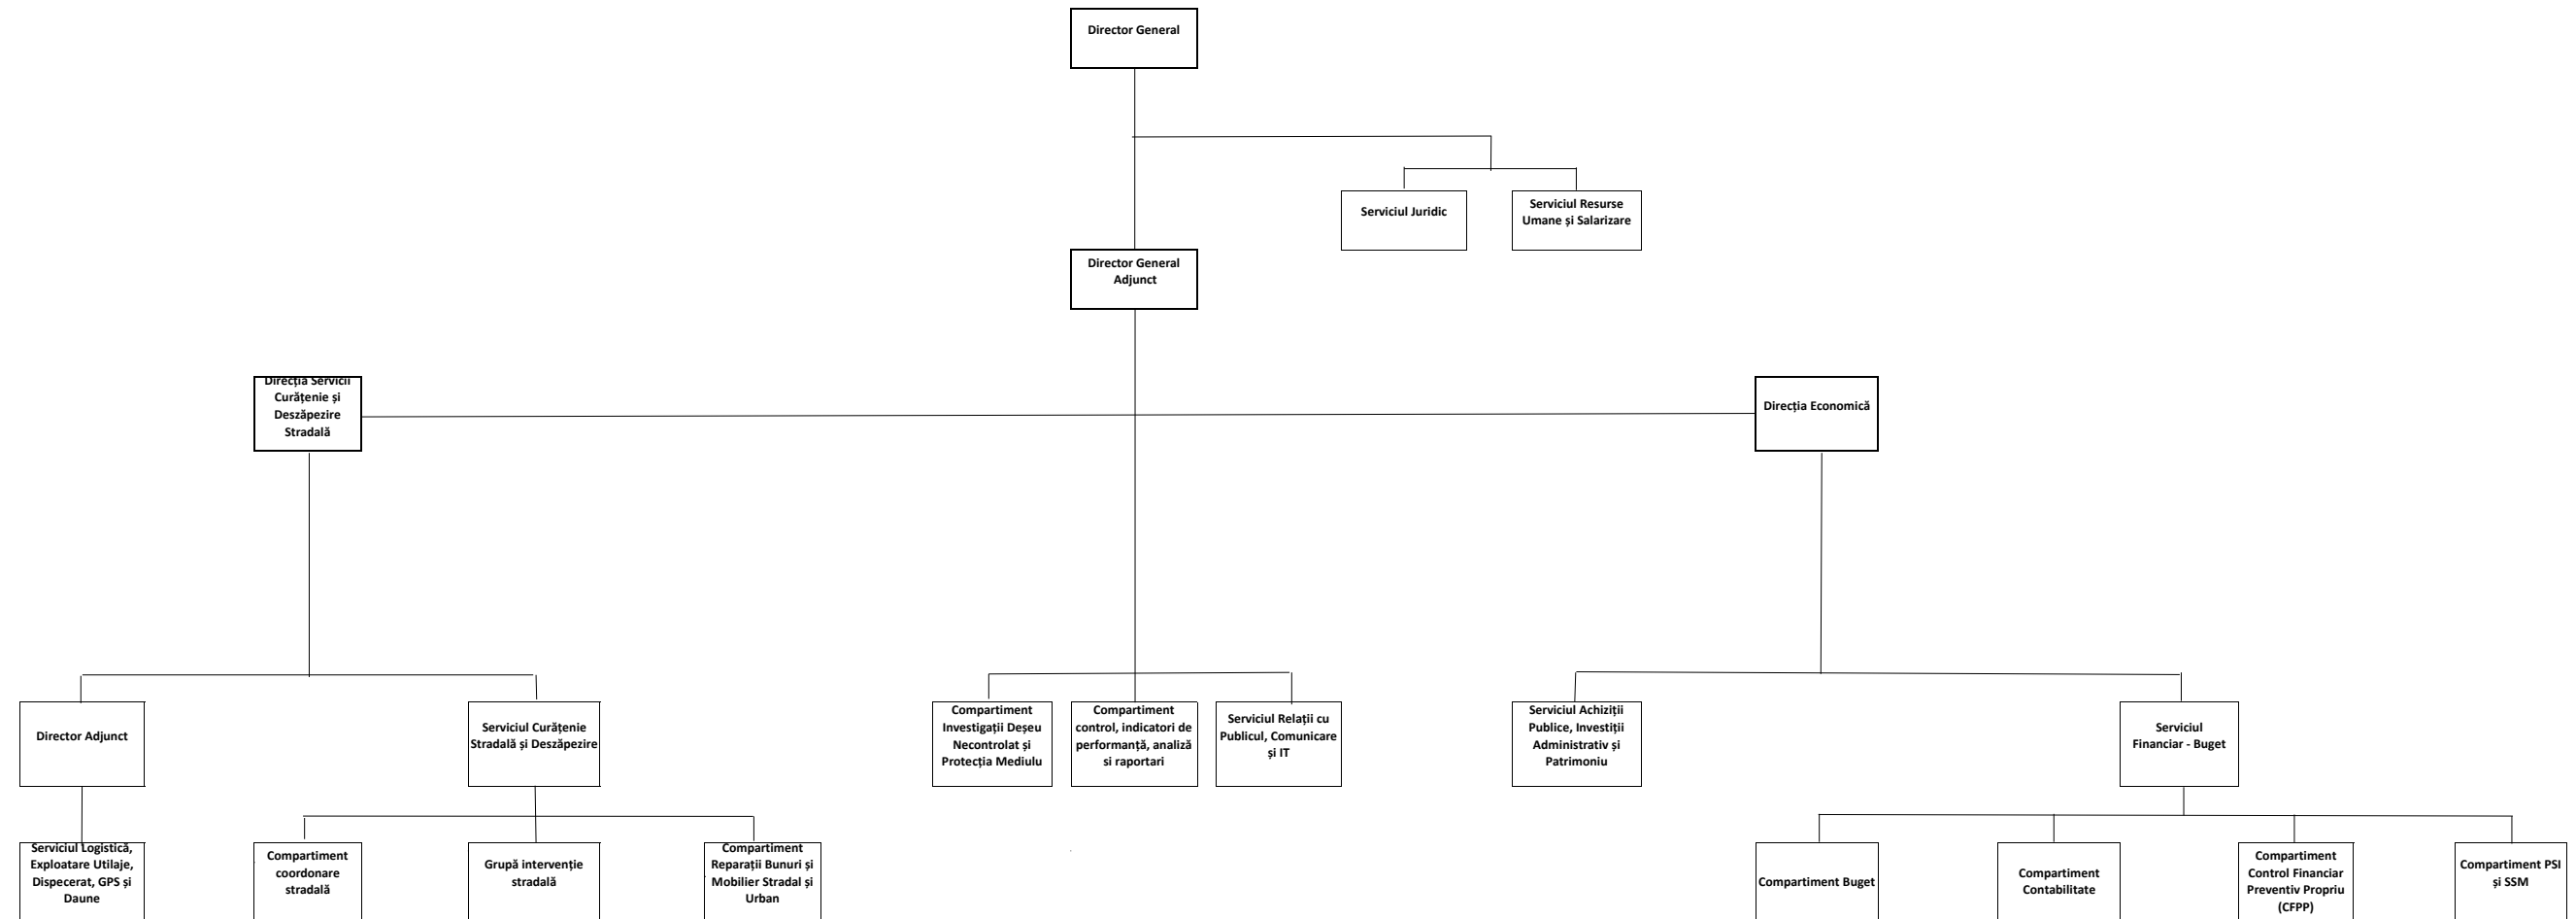 Director General
Serviciul Juridic
Serviciul Resurse
Umane și Salarizare
Director General
Adjunct
Direcția Servicii
Curățenie și
Deszăpezire
Stradală
Direcția Economică
Director Adjunct
Serviciul Curățenie
Stradală și Deszăpezire
Compartiment
Investigații Deșeu
Necontrolat și
Protecția Mediulu
Compartiment
control, indicatori de
performanță, analiză
si raportari
Serviciul Relații cu
Publicul, Comunicare
și IT
Serviciul Achiziții
Publice, Investiții
Administrativ și
Patrimoniu
Serviciul
Financiar - Buget
Serviciul Logistică,
Exploatare Utilaje,
Dispecerat, GPS și
Daune
Compartiment
coordonare
stradală
Grupă intervenție
stradală
Compartiment
Reparații Bunuri și
Mobilier Stradal și
Urban
Compartiment Buget
Compartiment
Contabilitate
Compartiment
Control Financiar
Preventiv Propriu
(CFPP)
Compartiment PSI
și SSM